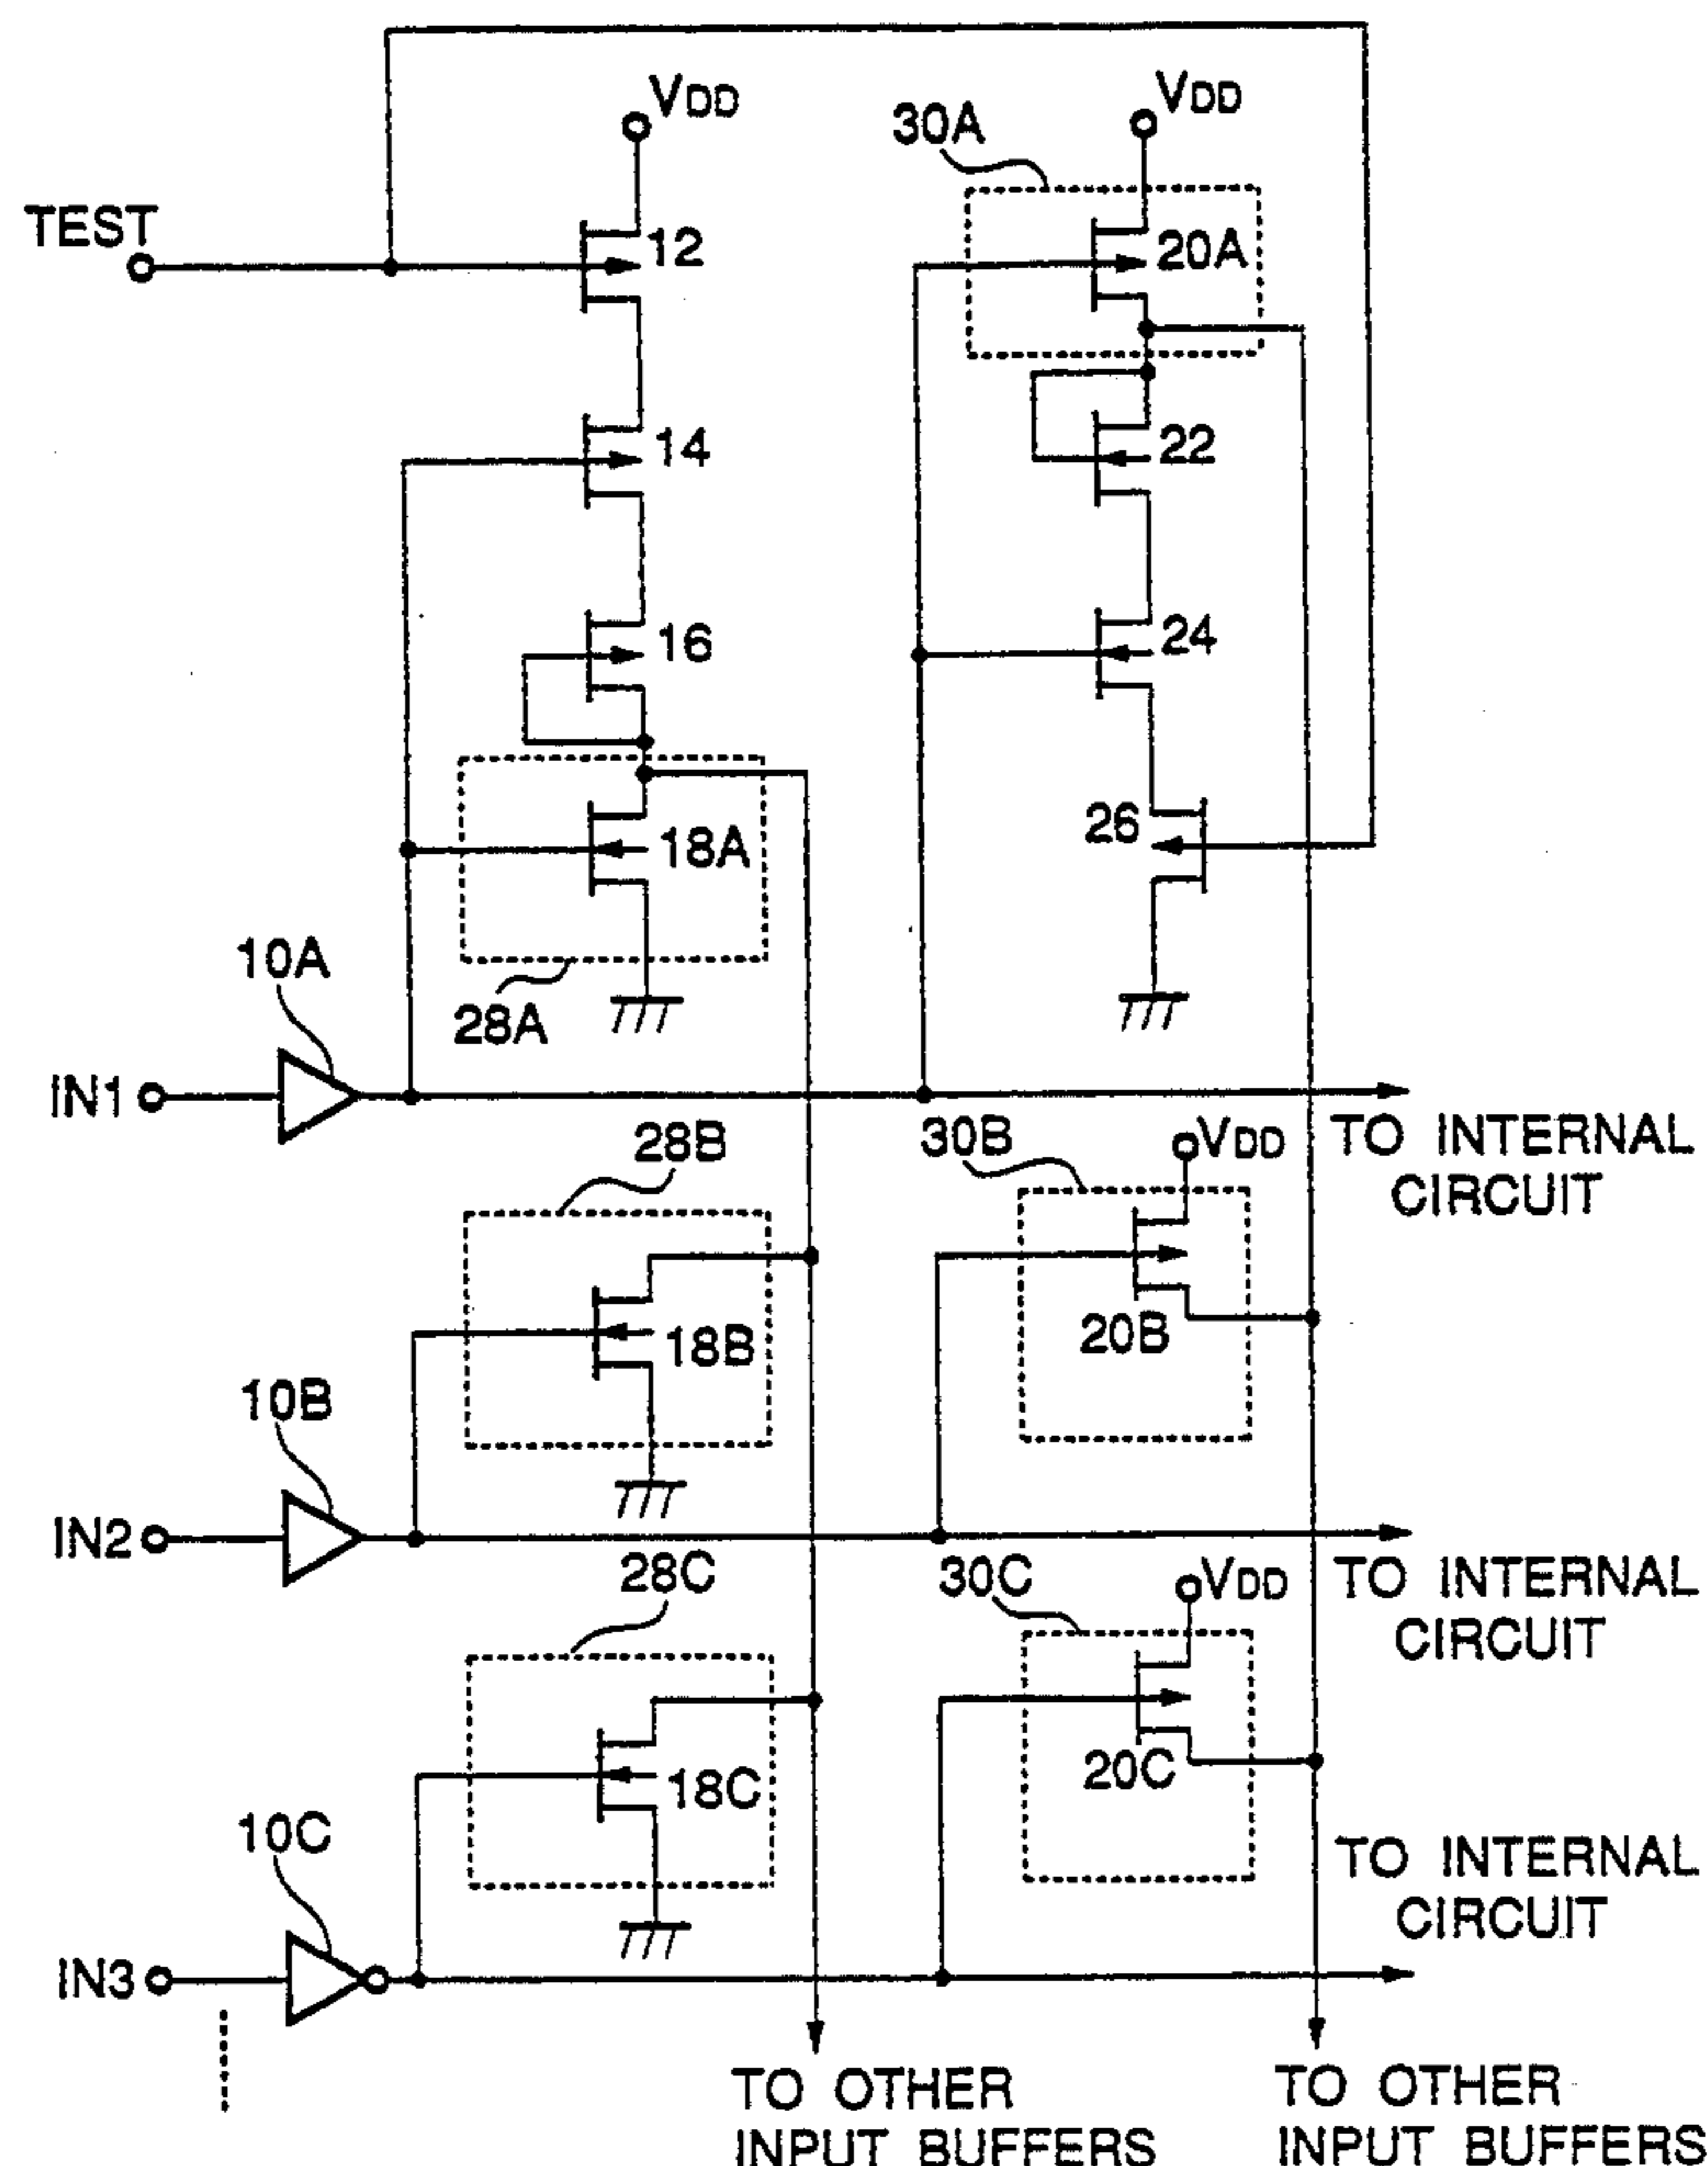 VDD
VDD
30A
TEST
12
20A
14
22
16
24
26
18A
10A
28A
IN1
28B
30B
VDD
TO INTERNAL
CIRCUIT
18B
20B
10B
IN2
28C
30C
VDD
TO INTERNAL
CIRCUIT
18C
20C
10C
TO INTERNAL
CIRCUIT
IN3
TO OTHER
INPUT BUFFERS
TO OTHER
INPUT BUFFERS